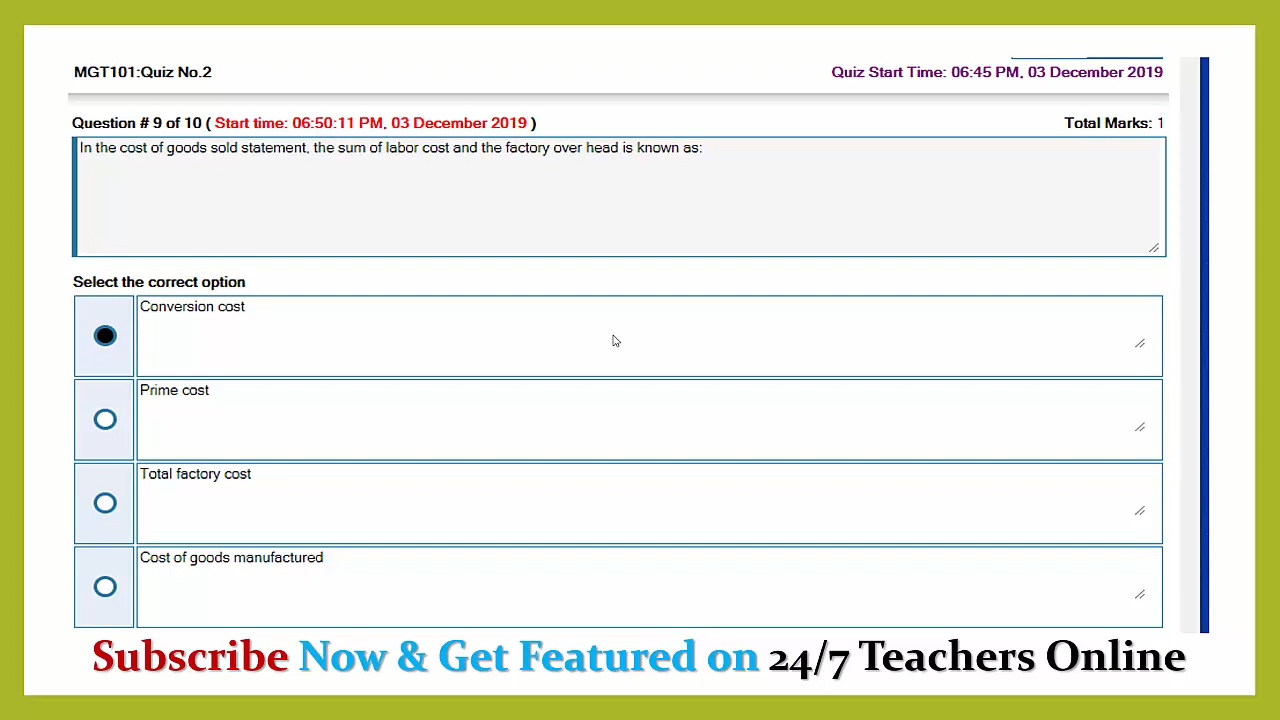 MGT101:Quiz No.2
Quiz Start Time: 06:45 PM, 03 December 2019
Question # 9 of 10 ( Start time: 06:50:11 PM, 03 December 2019 )
Total Marks: 1
In the cost of goods sold statement, the sum of labor cost and the factory over head is known as:
Select the correct option
Conversion cost
Prime cost
Total factory cost
Cost of goods manufactured
Subscribe Now & Get Featured on 24/7 Teachers Online